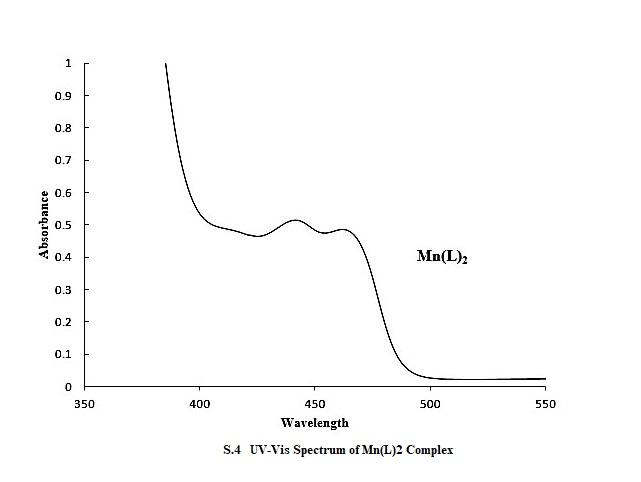 1
0.9
0.8
0.7
0.6
0.5
0.4
0.3
0.2
0.1
0
Absorbance
Mn(L)₂
350 400 450 500 550
Wavelength
S.4 UV-Vis Spectrum of Mn(L)2 Complex